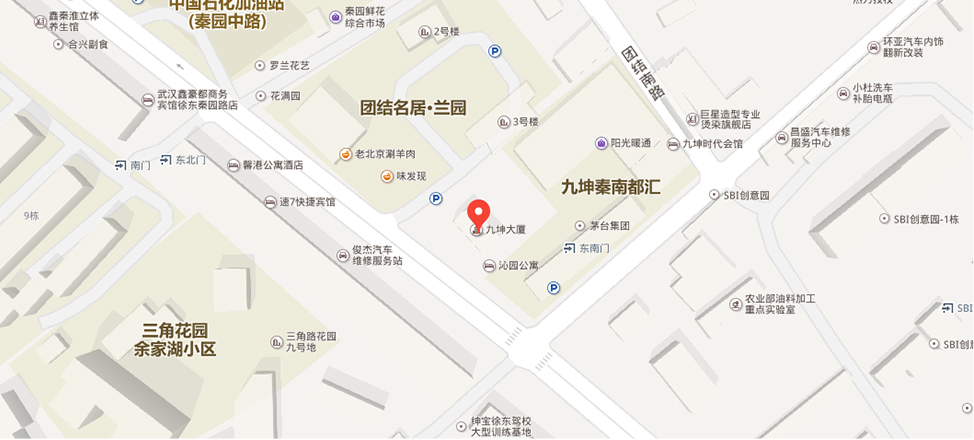 中国石化加油站
(秦园中路)
鑫秦淮立体
养生馆
合兴副食
秦园鲜花
综合市场
2号楼
P
罗兰花艺
花满园
武汉鑫豪都商务
宾馆徐东秦园路店
团结名居·兰园
3号楼
团结南路
环亚汽车内饰
翻新改装
小杜洗车
补胎电瓶
巨星造型专业
烫染旗舰店
昌盛汽车维修
服务中心
阳光暖通
九坤时代会馆
老北京涮羊肉
味发现
南门
东北门
馨港公寓酒店
速7快捷宾馆
P
九坤秦南都汇
SBI创意园
9栋
九坤大厦
茅台集团
SBI创意园-1栋
东南门
俊杰汽车
维修服务站
沁园公寓
P
农业部油料加工
重点实验室
SBI
三角花园
余家湖小区
三角路花园
九号地
SBI创意
绅宝徐东驾校
大型训练基地